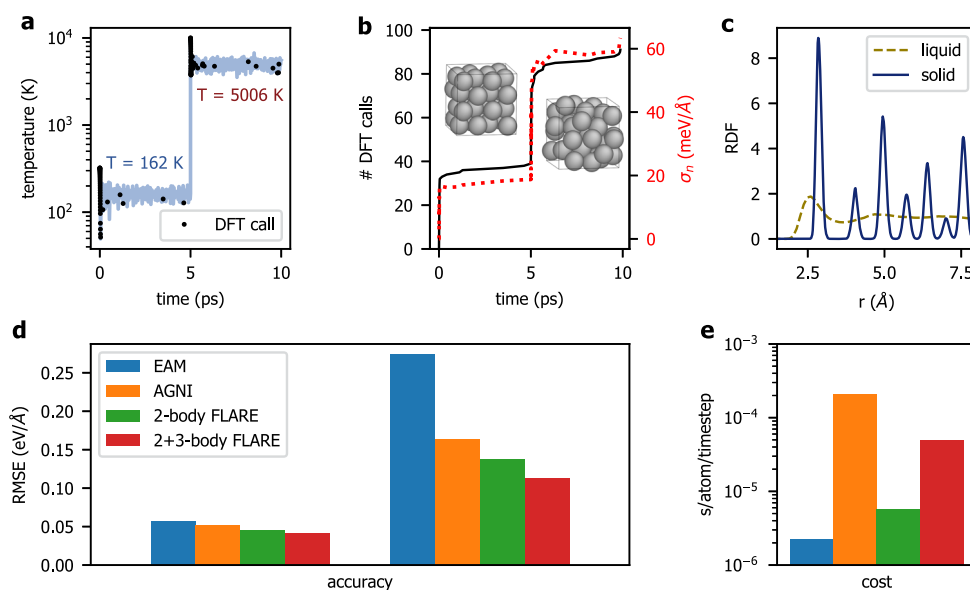 a
temperature (K)
10⁴
10³
10²
T = 5006 K
T = 162 K
DFT call
0
5
10
time (ps)
b
# DFT calls
100
80
60
40
20
0
60
40
20
0
σₙ (meV/Å)
0
5
10
time (ps)
c
RDF
8
6
4
2
0
liquid
solid
2.5
5.0
7.5
r (Å)
d
RMSE (eV/Å)
0.25
0.20
0.15
0.10
0.05
0.00
EAM
AGNI
2-body FLARE
2+3-body FLARE
accuracy
e
s/atom/timestep
10⁻³
10⁻⁴
10⁻⁵
10⁻⁶
cost